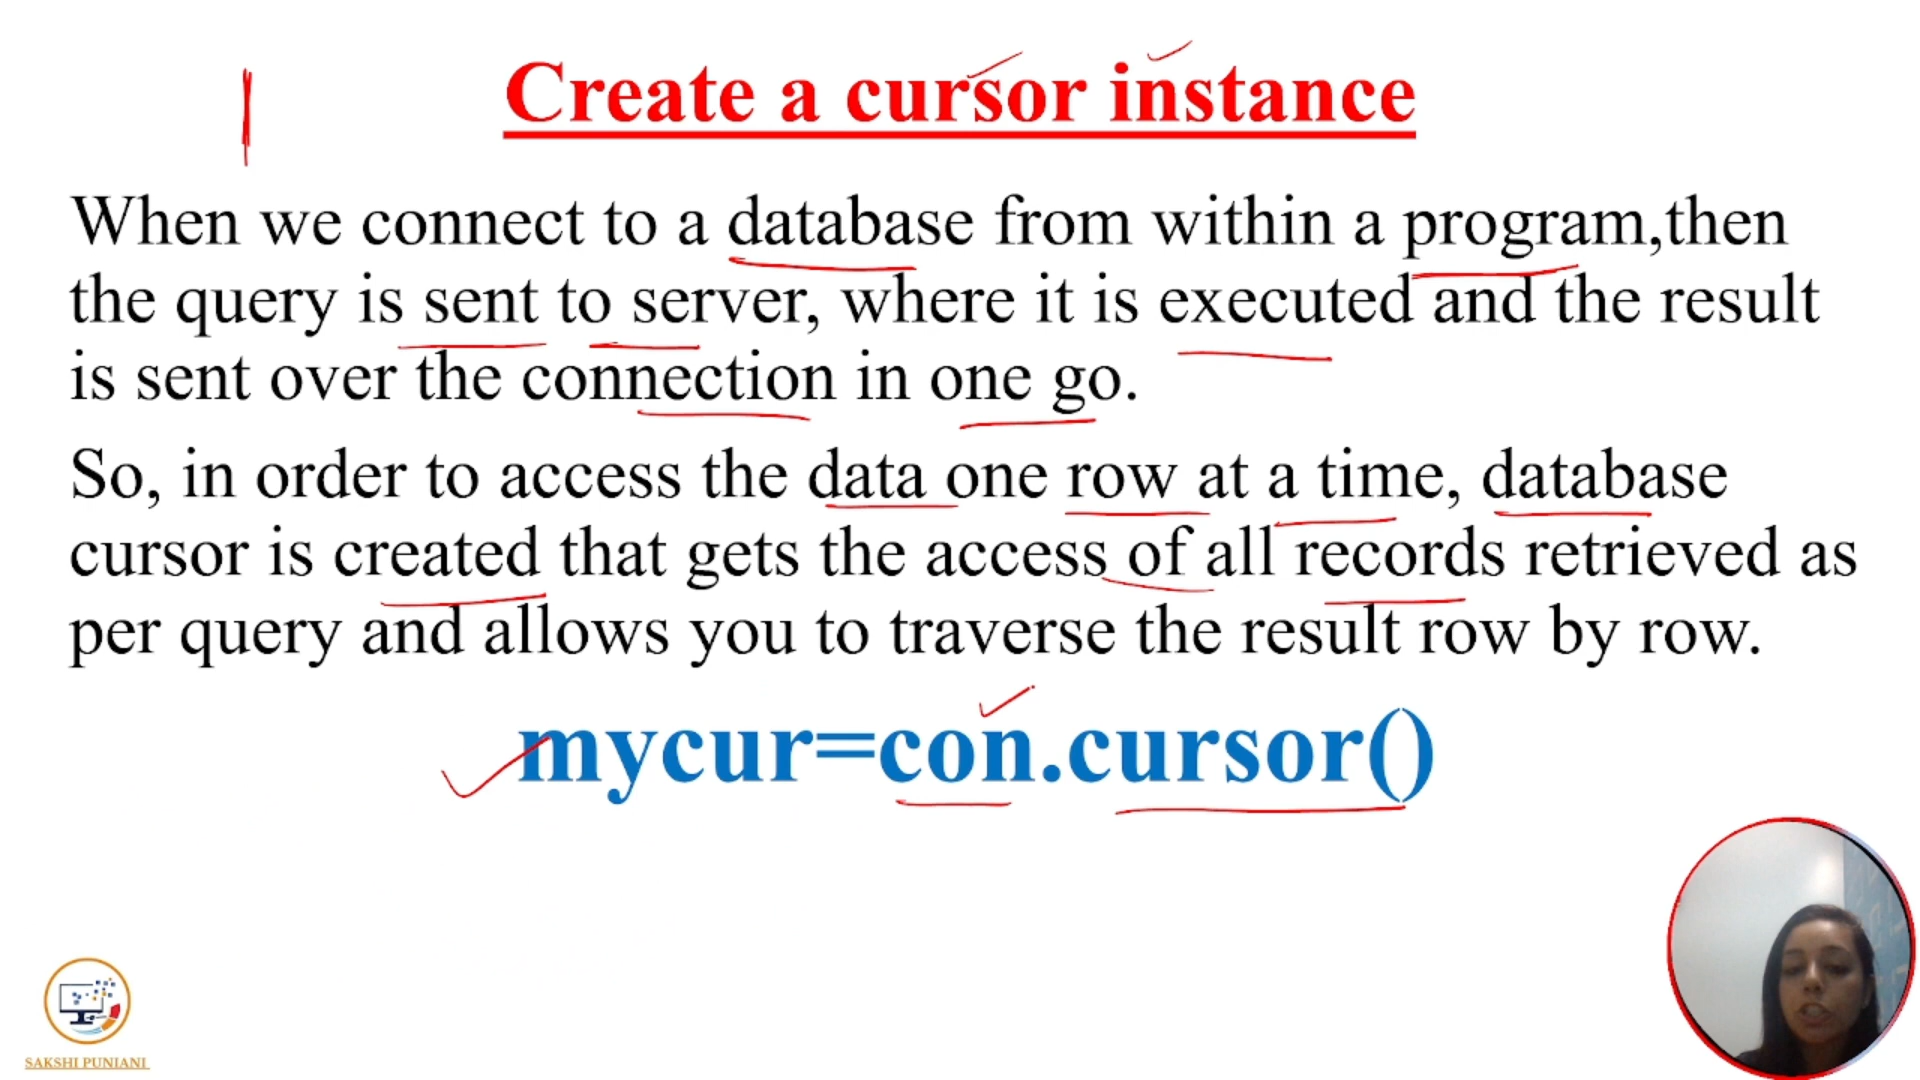 Create a cursor instance
When we connect to a database from within a program,then
the query is sent to server, where it is executed and the result
is sent over the connection in one go.
So, in order to access the data one row at a time, database
cursor is created that gets the access of all records retrieved as
per query and allows you to traverse the result row by row.
mycur=con.cursor()
SAKSHI PUNIANI